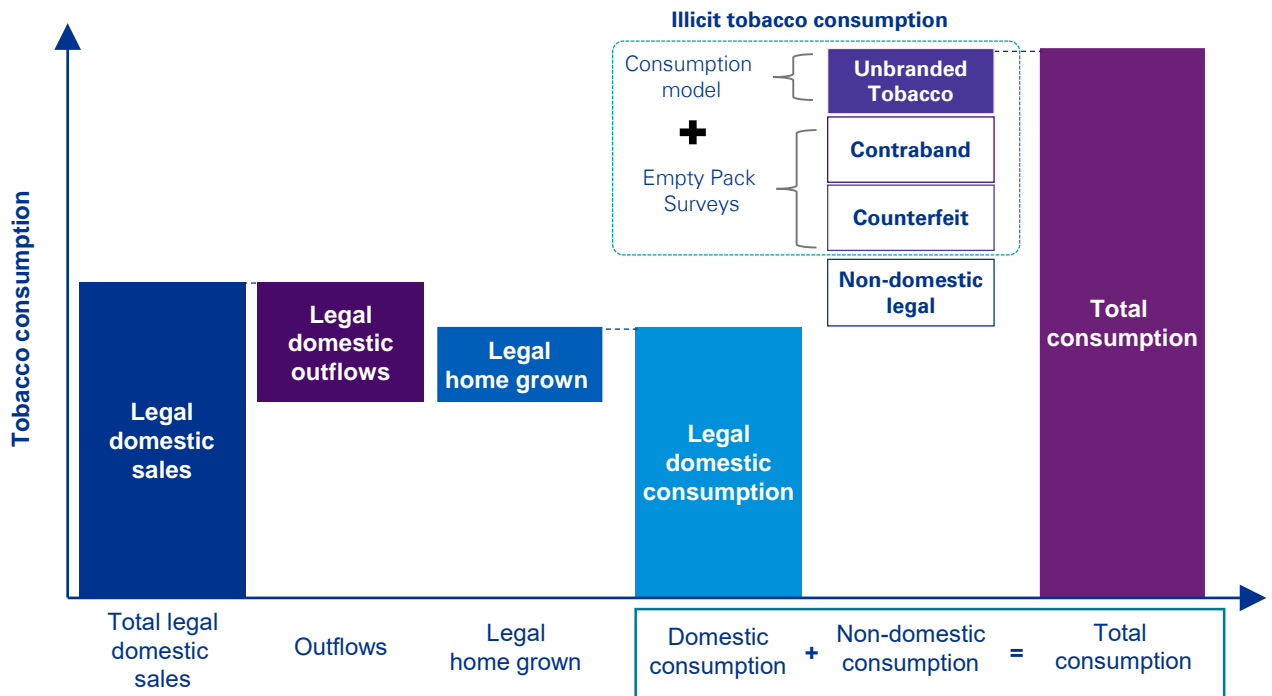 Illicit tobacco consumption
Consumption
model
+
Empty Pack
Surveys
Unbranded
Tobacco
Contraband
Counterfeit
Non-domestic
legal
Tobacco consumption
Legal
domestic
sales
Legal
domestic
outflows
Legal
home grown
Legal
domestic
consumption
Total
consumption
Total legal
domestic
sales
Outflows
Legal
home grown
Domestic
consumption
+
Non-domestic
consumption
=
Total
consumption